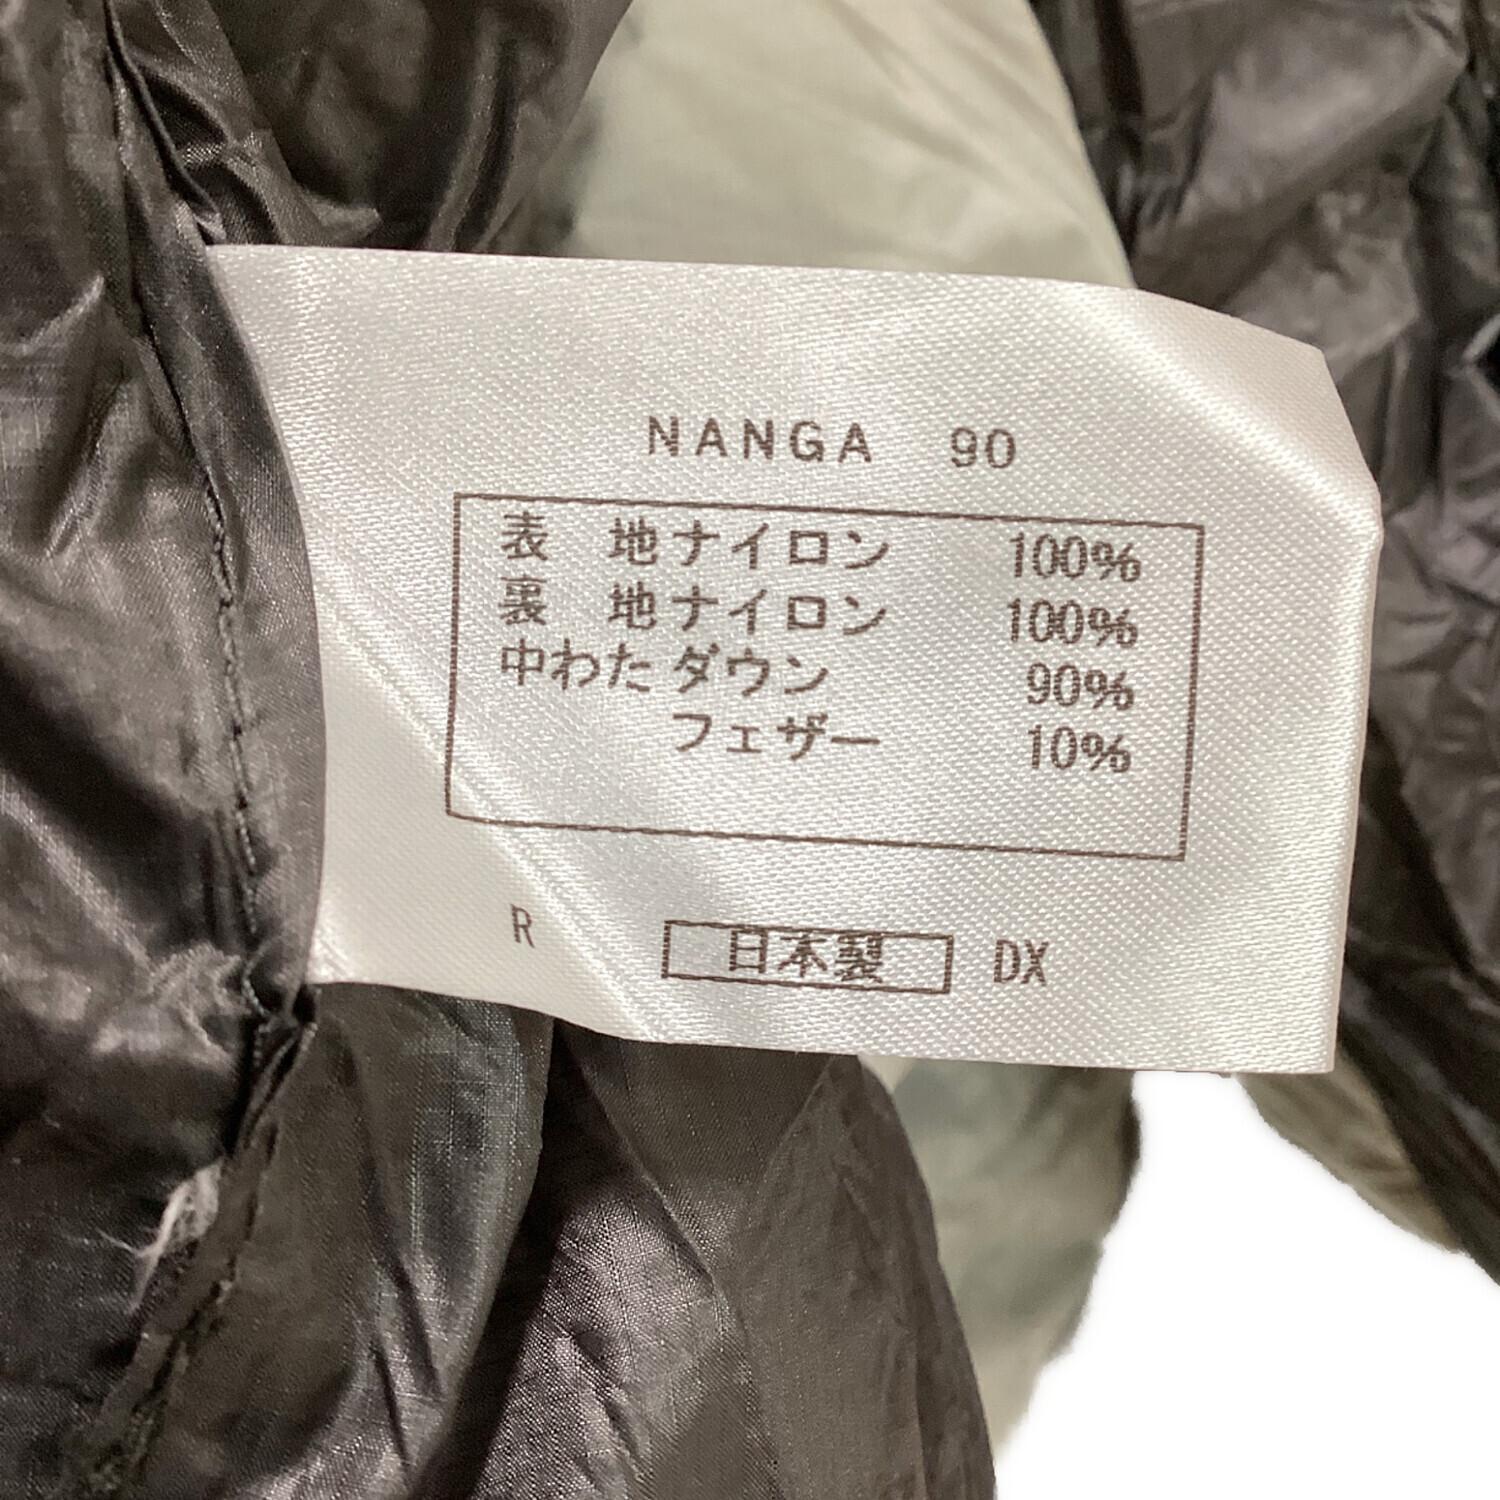 NANGA 90
表 地 ナイロン 100%
裏 地 ナイロン 100%
中わた ダウン 90%
フェザー 10%
R 日本製 DX